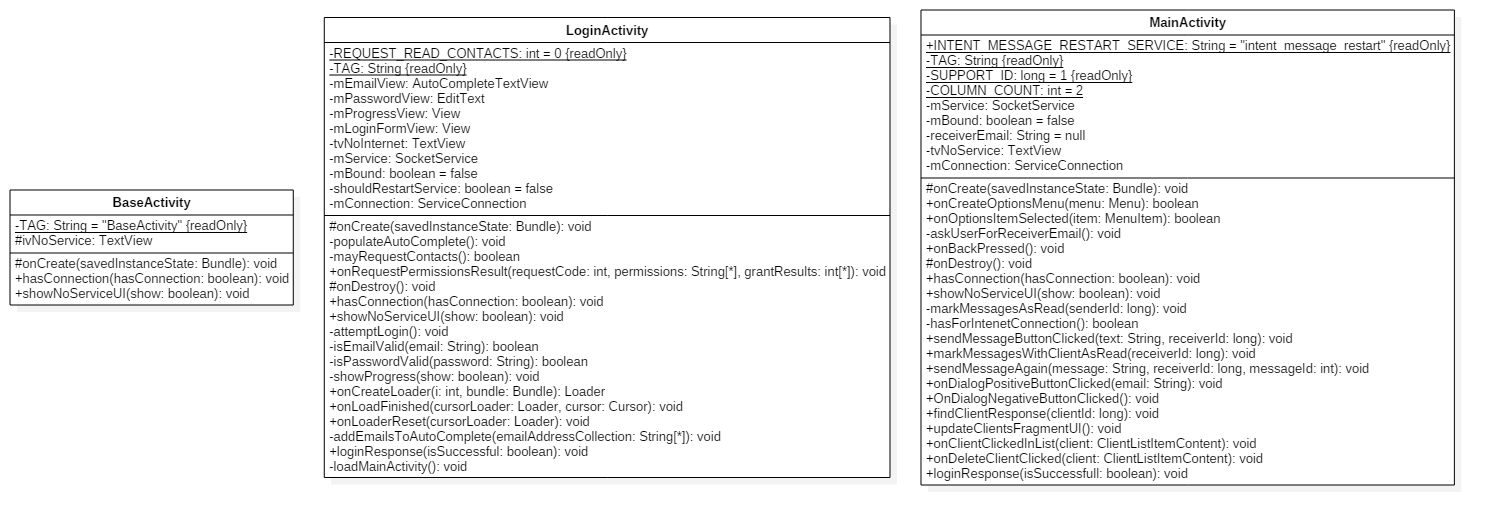 BaseActivity
-TAG: String = "BaseActivity" {readOnly}
#ivNoService: TextView
#onCreate(savedInstanceState: Bundle): void
+hasConnection(hasConnection: boolean): void
+showNoServiceUI(show: boolean): void
LoginActivity
-REQUEST_READ_CONTACTS: int = 0 {readOnly}
-TAG: String {readOnly}
-mEmailView: AutoCompleteTextView
-mPasswordView: EditText
-mProgressView: View
-mLoginFormView: View
-tvNoInternet: TextView
-mService: SocketService
-mBound: boolean = false
-shouldRestartService: boolean = false
-mConnection: ServiceConnection
#onCreate(savedInstanceState: Bundle): void
-populateAutoComplete(): void
-mayRequestContacts(): boolean
+onRequestPermissionsResult(requestCode: int, permissions: String[*], grantResults: int[*]): void
#onDestroy(): void
+hasConnection(hasConnection: boolean): void
+showNoServiceUI(show: boolean): void
-attemptLogin(): void
-isEmailValid(email: String): boolean
-isPasswordValid(password: String): boolean
-showProgress(show: boolean): void
+onCreateLoader(i: int, bundle: Bundle): Loader
+onLoadFinished(cursorLoader: Loader, cursor: Cursor): void
+onLoaderReset(cursorLoader: Loader): void
-addEmailsToAutoComplete(emailAddressCollection: String[*]): void
+loginResponse(isSuccessful: boolean): void
-loadMainActivity(): void
MainActivity
+INTENT_MESSAGE_RESTART_SERVICE: String = "intent_message_restart" {readOnly}
-TAG: String {readOnly}
-SUPPORT_ID: long = 1 {readOnly}
-COLUMN_COUNT: int = 2
-mService: SocketService
-mBound: boolean = false
-receiverEmail: String = null
-tvNoService: TextView
-mConnection: ServiceConnection
#onCreate(savedInstanceState: Bundle): void
+onCreateOptionsMenu(menu: Menu): boolean
+onOptionsItemSelected(item: MenuItem): boolean
-askUserForReceiverEmail(): void
+onBackPressed(): void
#onDestroy(): void
+hasConnection(hasConnection: boolean): void
+showNoServiceUI(show: boolean): void
-markMessagesAsRead(senderId: long): void
-hasForIntenetConnection(): boolean
+sendMessageButtonClicked(text: String, receiverId: long): void
+markMessagesWithClientAsRead(receiverId: long): void
+sendMessageAgain(message: String, receiverId: long, messageId: int): void
+onDialogPositiveButtonClicked(email: String): void
+OnDialogNegativeButtonClicked(): void
+findClientResponse(clientId: long): void
+updateClientsFragmentUI(): void
+onClientClickedInList(client: ClientListItemContent): void
+onDeleteClientClicked(client: ClientListItemContent): void
+loginResponse(isSuccessfull: boolean): void